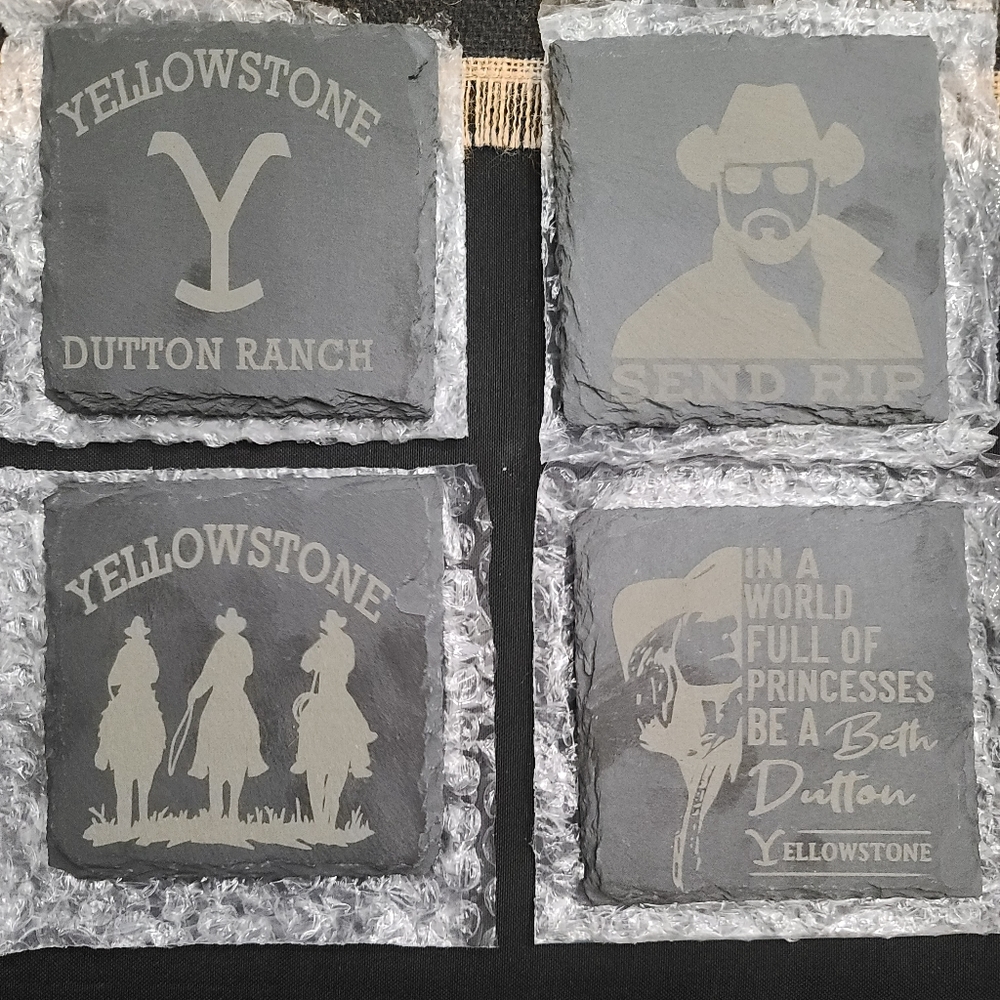 YELLOWSTONE
Y
DUTTON RANCH
SEND RIP
YELLOWSTONE
IN A
WORLD
FULL OF
PRINCESSES
BE A Beth
Dutton
YELLOWSTONE